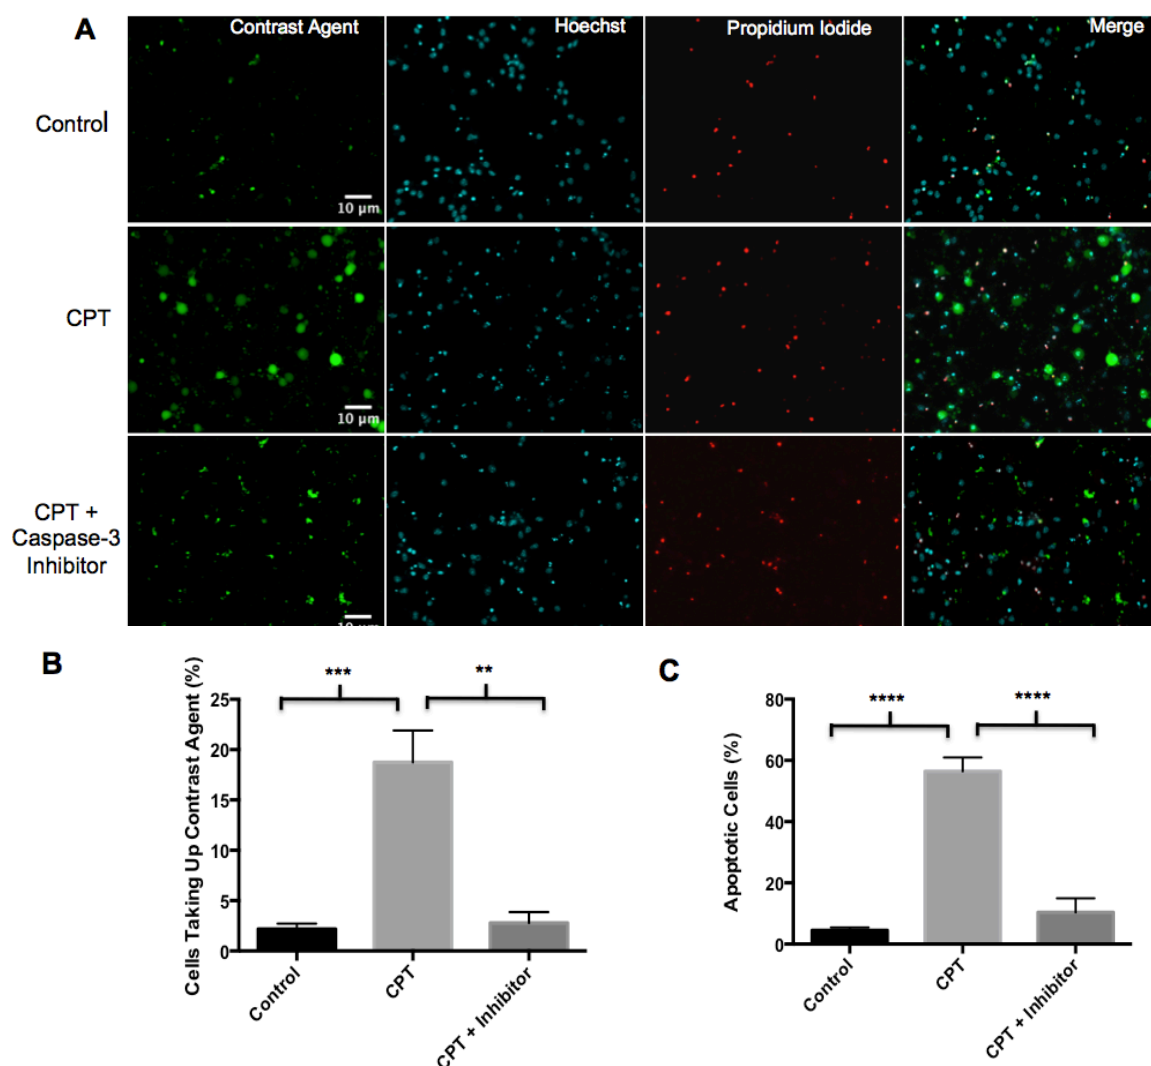 A
Contrast Agent
Hoechst
Propidium Iodide
Merge
Control
10 µm
CPT
10 µm
CPT +
Caspase-3
Inhibitor
10 µm
B
Cells Taking Up Contrast Agent (%)
***
**
25
20
15
10
5
0
Control
CPT
CPT + Inhibitor
C
Apoptotic Cells (%)
****
****
80
60
40
20
0
Control
CPT
CPT + Inhibitor